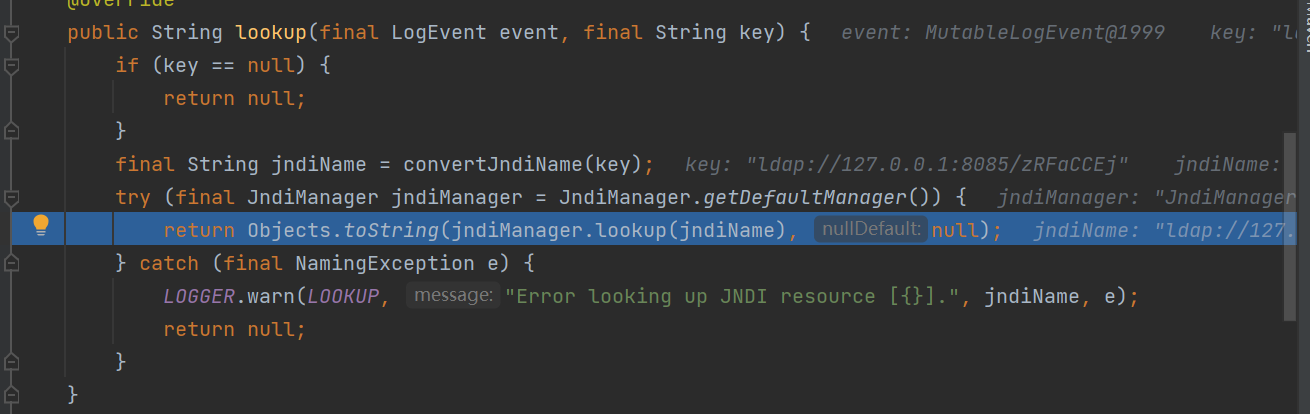 @Override
public String lookup(final LogEvent event, final String key) { event: MutableLogEvent@1999 key: "l
if (key == null) {
return null;
}
final String jndiName = convertJndiName(key); key: "ldap://127.0.0.1:8085/zRFaCCEj" jndiName:
try (final JndiManager jndiManager = JndiManager.getDefaultManager()) { jndiManager: "JndiManager
return Objects.toString(jndiManager.lookup(jndiName), nullDefault: null); jndiName: "ldap://127.
} catch (final NamingException e) {
LOGGER.warn(LOOKUP, message: "Error looking up JNDI resource [{}].", jndiName, e);
return null;
}
}